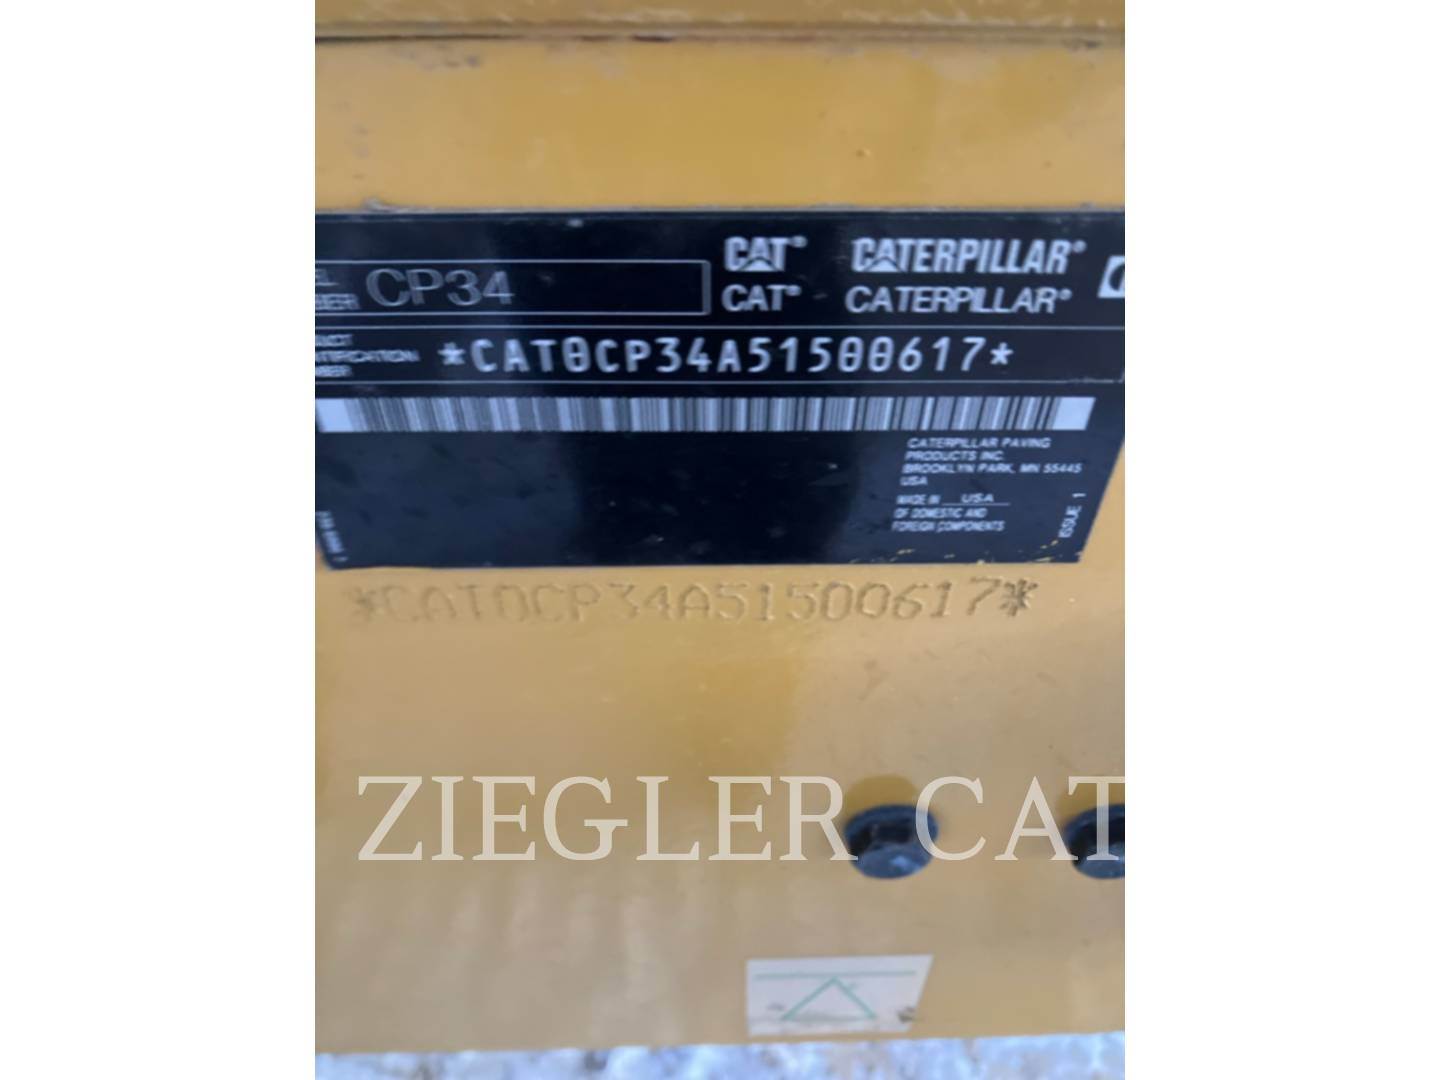 CP34
CAT® CATERPILLAR®
CAT® CATERPILLAR®
*CAT0CP34A51500617*
CATERPILLAR PAVING
PRODUCTS INC.
BROOKLYN PARK, MN 55445
USA
MADE IN USA
OF DOMESTIC AND
FOREIGN COMPONENTS
ISSUE 1
*CAT0CP34A51500617*
ZIEGLER CAT